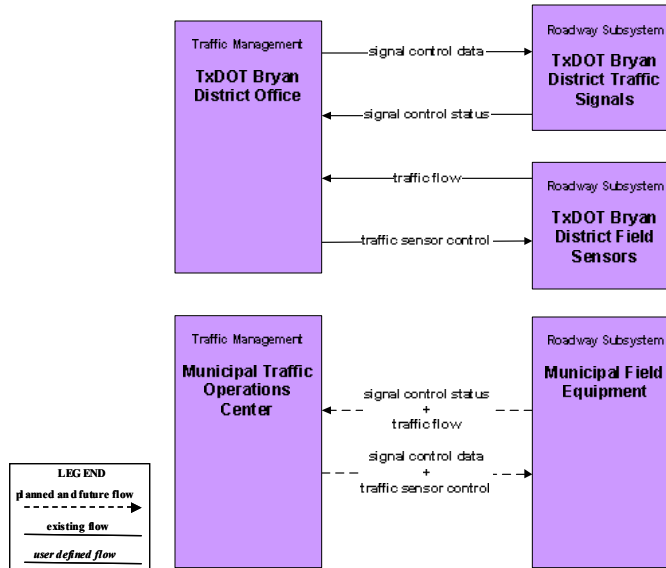 Traffic Management
TxDOT Bryan
District Office
signal control data
signal control status
traffic flow
traffic sensor control
Roadway Subsystem
TxDOT Bryan
District Traffic
Signals
Roadway Subsystem
TxDOT Bryan
District Field
Sensors
Traffic Management
Municipal Traffic
Operations
Center
signal control status
+
traffic flow
signal control data
+
traffic sensor control
Roadway Subsystem
Municipal Field
Equipment
LEGEND
planned and future flow
existing flow
user defined flow